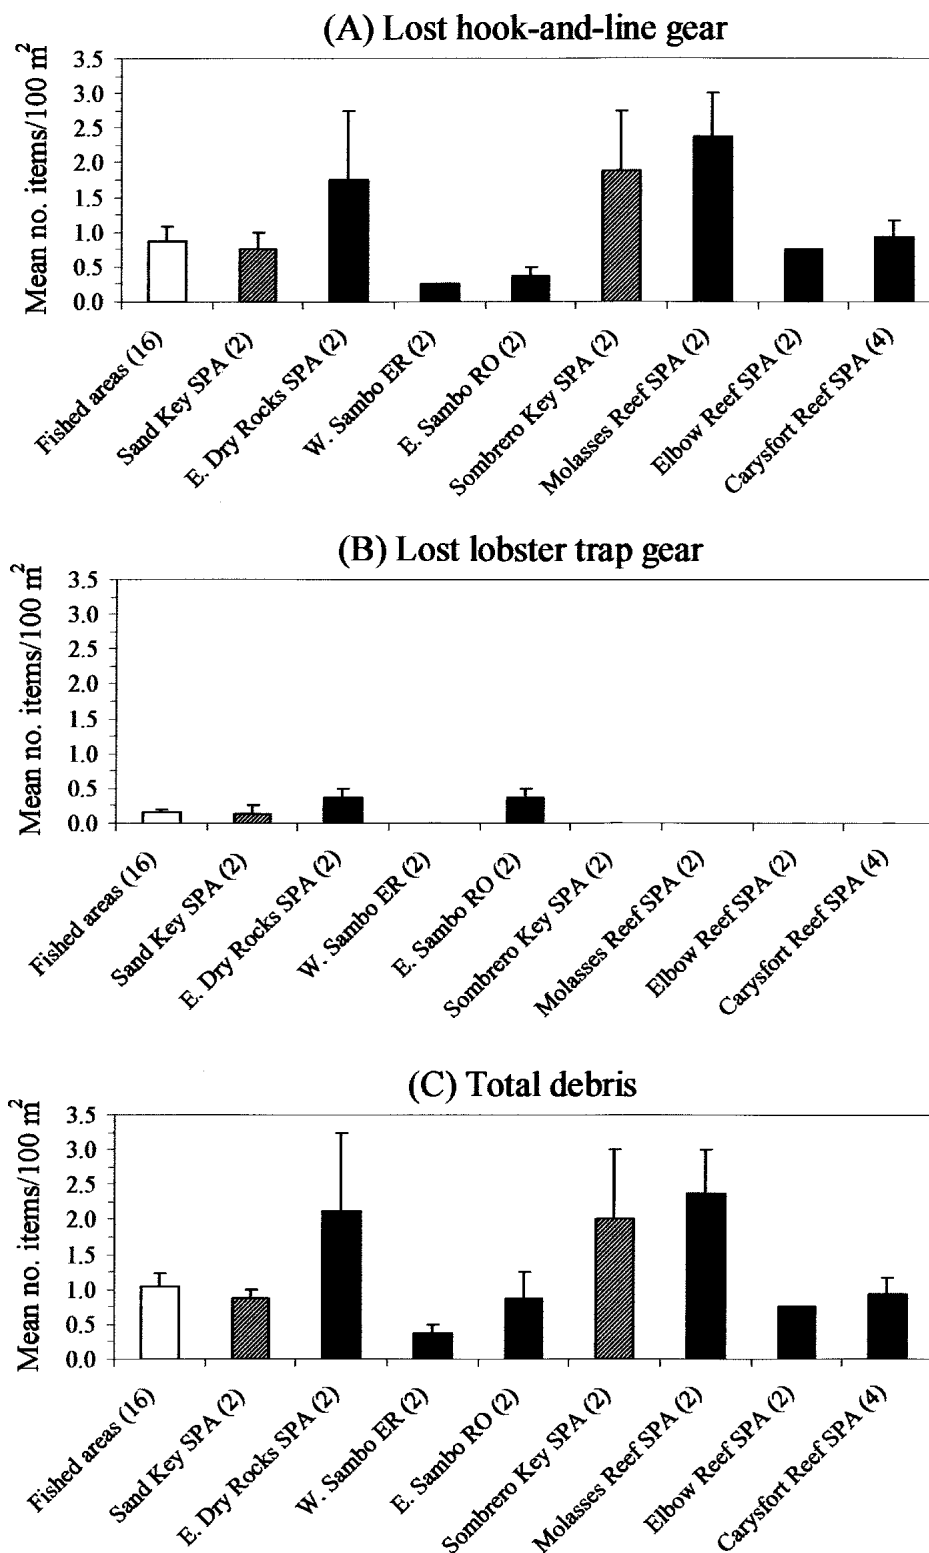 (A) Lost hook-and-line gear
Mean no. items/100 m²
3.5
3.0
2.5
2.0
1.5
1.0
0.5
0.0
Fished areas (16)
Sand Key SPA (2)
E. Dry Rocks SPA (2)
W. Sambo ER (2)
E. Sambo RO (2)
Sombrero Key SPA (2)
Molasses Reef SPA (2)
Elbow Reef SPA (2)
Carysfort Reef SPA (4)
(B) Lost lobster trap gear
Mean no. items/100 m²
3.5
3.0
2.5
2.0
1.5
1.0
0.5
0.0
Fished areas (16)
Sand Key SPA (2)
E. Dry Rocks SPA (2)
W. Sambo ER (2)
E. Sambo RO (2)
Sombrero Key SPA (2)
Molasses Reef SPA (2)
Elbow Reef SPA (2)
Carysfort Reef SPA (4)
(C) Total debris
Mean no. items/100 m²
3.5
3.0
2.5
2.0
1.5
1.0
0.5
0.0
Fished areas (16)
Sand Key SPA (2)
E. Dry Rocks SPA (2)
W. Sambo ER (2)
E. Sambo RO (2)
Sombrero Key SPA (2)
Molasses Reef SPA (2)
Elbow Reef SPA (2)
Carysfort Reef SPA (4)